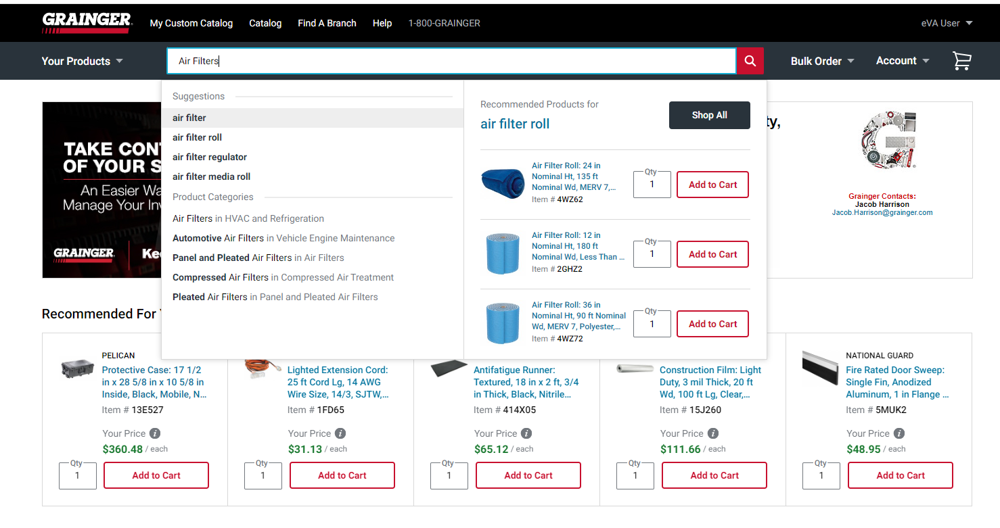 GRAINGER
My Custom Catalog
Catalog
Find A Branch
Help
1-800-GRAINGER
eVA User
Your Products
Air Filters
Bulk Order
Account
Suggestions
air filter
air filter roll
air filter regulator
air filter media roll
Product Categories
Air Filters in HVAC and Refrigeration
Automotive Air Filters in Vehicle Engine Maintenance
Panel and Pleated Air Filters in Air Filters
Compressed Air Filters in Compressed Air Treatment
Pleated Air Filters in Panel and Pleated Air Filters
Recommended Products for
air filter roll
Shop All
Air Filter Roll: 24 in
Nominal Ht, 135 ft
Nominal Wd, MERV 7,...
Item # 4WZ62
Qty
1
Add to Cart
Air Filter Roll: 12 in
Nominal Ht, 180 ft
Nominal Wd, Less Than ...
Item # 2GHZ2
Qty
1
Add to Cart
Air Filter Roll: 36 in
Nominal Ht, 90 ft Nominal
Wd, MERV 7, Polyester,...
Item # 4WZ72
Qty
1
Add to Cart
TAKE CON
OF YOUR S
An Easier Wa
Manage Your Inv
GRAINGER
Kee
ty,
Grainger Contacts:
Jacob Harrison
Jacob.Harrison@grainger.com
Recommended For
PELICAN
Protective Case: 17 1/2
in x 28 5/8 in x 10 5/8 in
Inside, Black, Mobile, N...
Item # 13E527
Your Price
$360.48 / each
Qty
1
Add to Cart
Lighted Extension Cord:
25 ft Cord Lg, 14 AWG
Wire Size, 14/3, SJTW,...
Item # 1FD65
Your Price
$31.13 / each
Qty
1
Add to Cart
Antifatigue Runner:
Textured, 18 in x 2 ft, 3/4
in Thick, Black, Nitrile...
Item # 414X05
Your Price
$65.12 / each
Qty
1
Add to Cart
Construction Film: Light
Duty, 3 mil Thick, 20 ft
Wd, 100 ft Lg, Clear,...
Item # 15J260
Your Price
$111.66 / each
Qty
1
Add to Cart
NATIONAL GUARD
Fire Rated Door Sweep:
Single Fin, Anodized
Aluminum, 1 in Flange ...
Item # 5MUK2
Your Price
$48.95 / each
Qty
1
Add to Cart